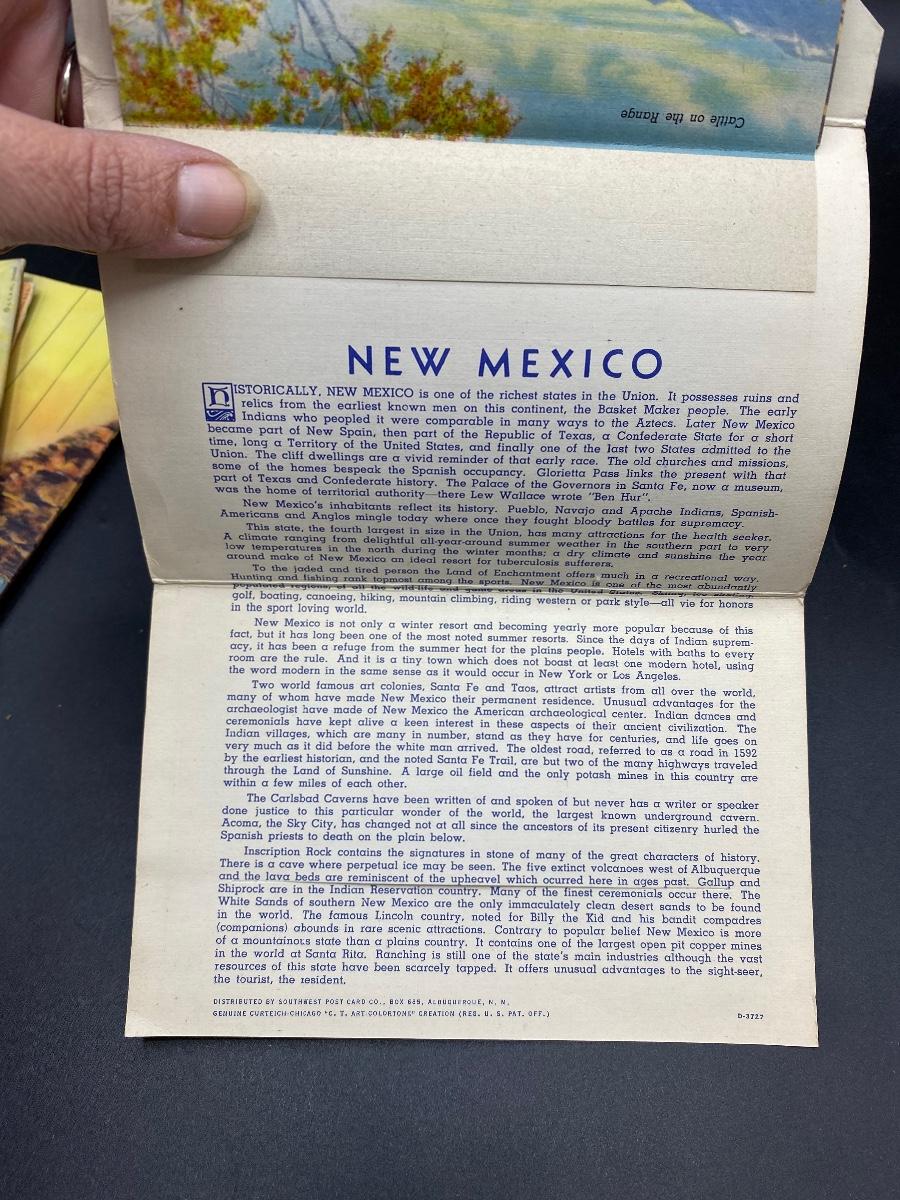 Cattle on the Range
NEW MEXICO
HISTORICALLY, NEW MEXICO is one of the richest states in the Union. It possesses ruins and
relics from the earliest known men on this continent, the Basket Maker people. The early
Indians who peopled it were comparable in many ways to the Aztecs. Later New Mexico
became part of New Spain, then part of the Republic of Texas, a Confederate State for a short
time, long a Territory of the United States, and finally one of the last two States admitted to the
Union. The cliff dwellings are a vivid reminder of that early race. The old churches and missions,
some of the homes bespeak the Spanish occupancy. Glorietta Pass links the present with that
part of Texas and Confederate history. The Palace of the Governors in Santa Fe, now a museum,
was the home of territorial authority—there Lew Wallace wrote "Ben Hur".
New Mexico's inhabitants reflect its history. Pueblo, Navajo and Apache Indians, Spanish-
Americans and Anglos mingle today where once they fought bloody battles for supremacy.
This state, the fourth largest in size in the Union, has many attractions for the health seeker.
A climate ranging from delightful all-year-around summer weather in the southern part to very
low temperatures in the north during the winter months; a dry climate and sunshine the year
around make of New Mexico an ideal resort for tuberculosis sufferers.
To the jaded and tired person the Land of Enchantment offers much in a recreational way.
Hunting and fishing rank topmost among the sports. New Mexico is one of the most abundantly
populated regions, of all the wild-life and game areas in the United States. Skiing, ice skating,
golf, boating, canoeing, hiking, mountain climbing, riding western or park style—all vie for honors
in the sport loving world.
New Mexico is not only a winter resort and becoming yearly more popular because of this
fact, but it has long been one of the most noted summer resorts. Since the days of Indian suprem-
acy, it has been a refuge from the summer heat for the plains people. Hotels with baths to every
room are the rule. And it is a tiny town which does not boast at least one modern hotel, using
the word modern in the same sense as it would occur in New York or Los Angeles.
Two world famous art colonies, Santa Fe and Taos, attract artists from all over the world,
many of whom have made New Mexico their permanent residence. Unusual advantages for the
archaeologist have made of New Mexico the American archaeological center. Indian dances and
ceremonials have kept alive a keen interest in these aspects of their ancient civilization. The
Indian villages, which are many in number, stand as they have for centuries, and life goes on
very much as it did before the white man arrived. The oldest road, referred to as a road in 1592
by the earliest historian, and the noted Santa Fe Trail, are but two of the many highways traveled
through the Land of Sunshine. A large oil field and the only potash mines in this country are
within a few miles of each other.
The Carlsbad Caverns have been written of and spoken of but never has a writer or speaker
done justice to this particular wonder of the world, the largest known underground cavern.
Acoma, the Sky City, has changed not at all since the ancestors of its present citizenry hurled the
Spanish priests to death on the plain below.
Inscription Rock contains the signatures in stone of many of the great characters of history.
There is a cave where perpetual ice may be seen. The five extinct volcanoes west of Albuquerque
and the lava beds are reminiscent of the upheavel which ocurred here in ages past. Gallup and
Shiprock are in the Indian Reservation country. Many of the finest ceremonials occur there. The
White Sands of southern New Mexico are the only immaculately clean desert sands to be found
in the world. The famous Lincoln country, noted for Billy the Kid and his bandit compadres
(companions) abounds in rare scenic attractions. Contrary to popular belief New Mexico is more
of a mountainous state than a plains country. It contains one of the largest open pit copper mines
in the world at Santa Rita. Ranching is still one of the state's main industries although the vast
resources of this state have been scarcely tapped. It offers unusual advantages to the sight-seer,
the tourist, the resident.
DISTRIBUTED BY SOUTHWEST POST CARD CO., BOX 685, ALBUQUERQUE, N. M.
GENUINE CURTEICH-CHICAGO "C. T. ART-COLORTONE" CREATION (REG. U. S. PAT. OFF.)
D-3727